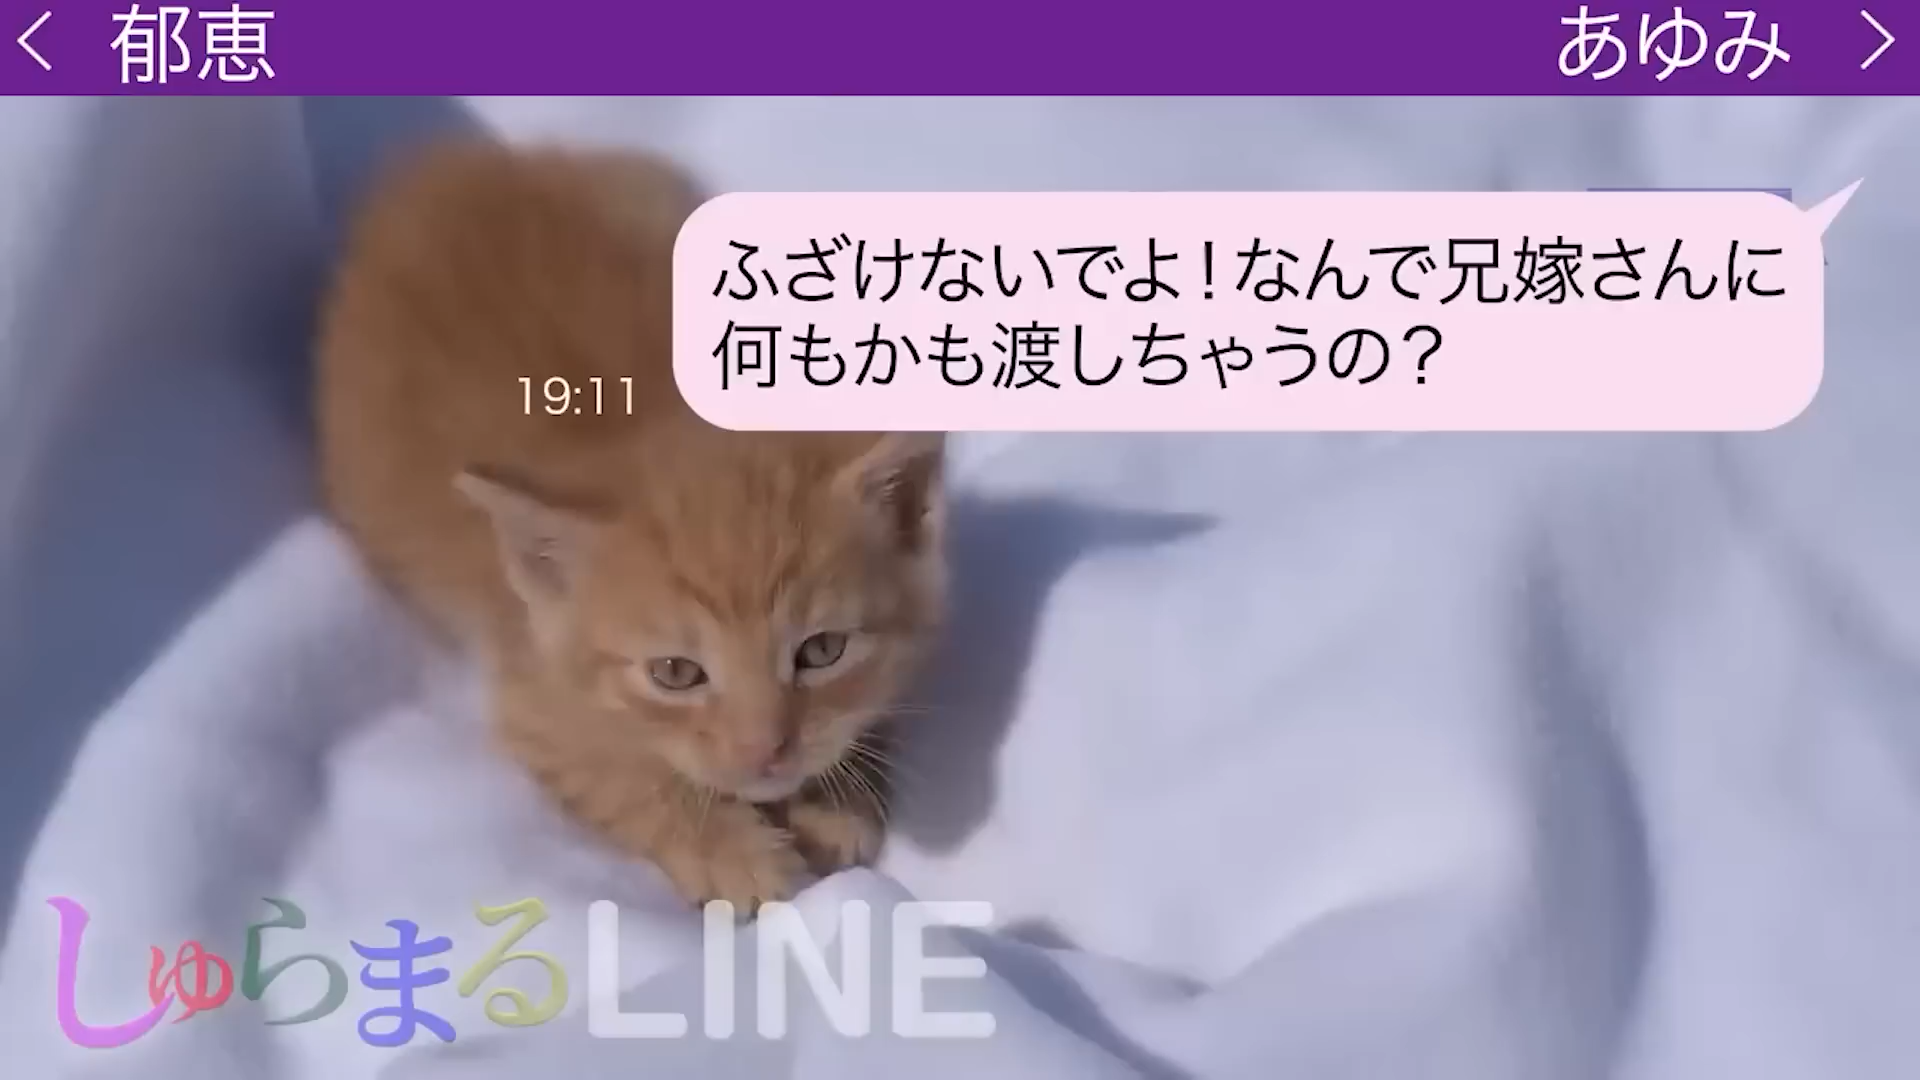 郁恵
あゆみ
ふざけないでよ!なんで兄嫁さんに
何もかも渡しちゃうの?
19:11
しゅらまるLINE